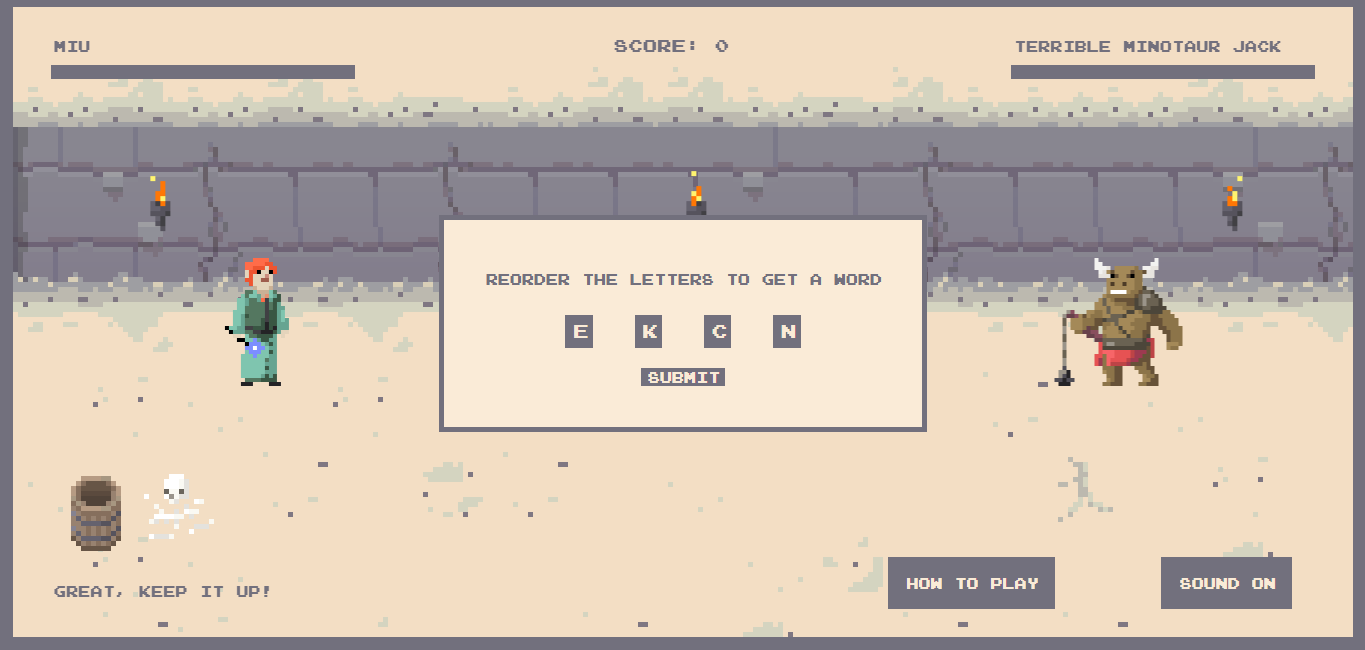 MIU
SCORE: 0
TERRIBLE MINOTAUR JACK
REORDER THE LETTERS TO GET A WORD
E K C N
SUBMIT
GREAT, KEEP IT UP!
HOW TO PLAY
SOUND ON